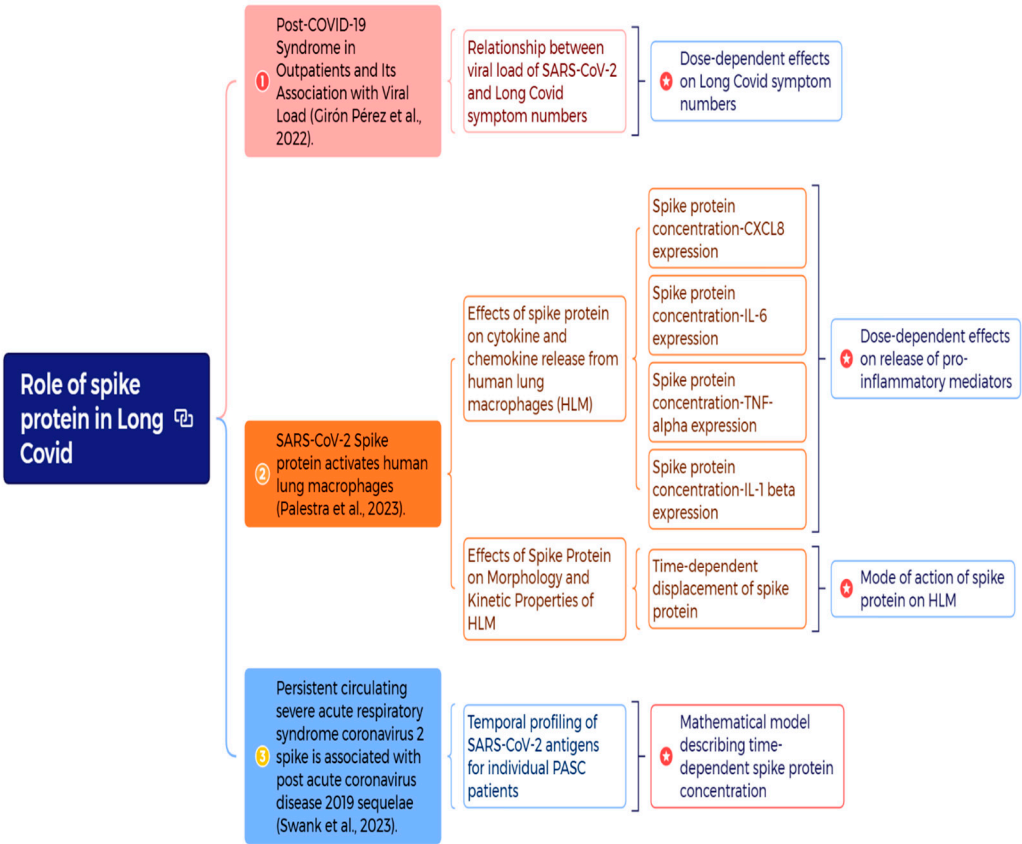 Role of spike
protein in Long
Covid
1
Post-COVID-19
Syndrome in
Outpatients and Its
Association with Viral
Load (Girón Pérez et al.,
2022).
Relationship between
viral load of SARS-CoV-2
and Long Covid
symptom numbers
Dose-dependent effects
on Long Covid symptom
numbers
2
SARS-CoV-2 Spike
protein activates human
lung macrophages
(Palestra et al., 2023).
Effects of spike protein
on cytokine and
chemokine release from
human lung
macrophages (HLM)
Spike protein
concentration-CXCL8
expression
Spike protein
concentration-IL-6
expression
Spike protein
concentration-TNF-
alpha expression
Spike protein
concentration-IL-1 beta
expression
Dose-dependent effects
on release of pro-
inflammatory mediators
Effects of Spike Protein
on Morphology and
Kinetic Properties of
HLM
Time-dependent
displacement of spike
protein
Mode of action of spike
protein on HLM
3
Persistent circulating
severe acute respiratory
syndrome coronavirus 2
spike is associated with
post acute coronavirus
disease 2019 sequelae
(Swank et al., 2023).
Temporal profiling of
SARS-CoV-2 antigens
for individual PASC
patients
Mathematical model
describing time-
dependent spike protein
concentration